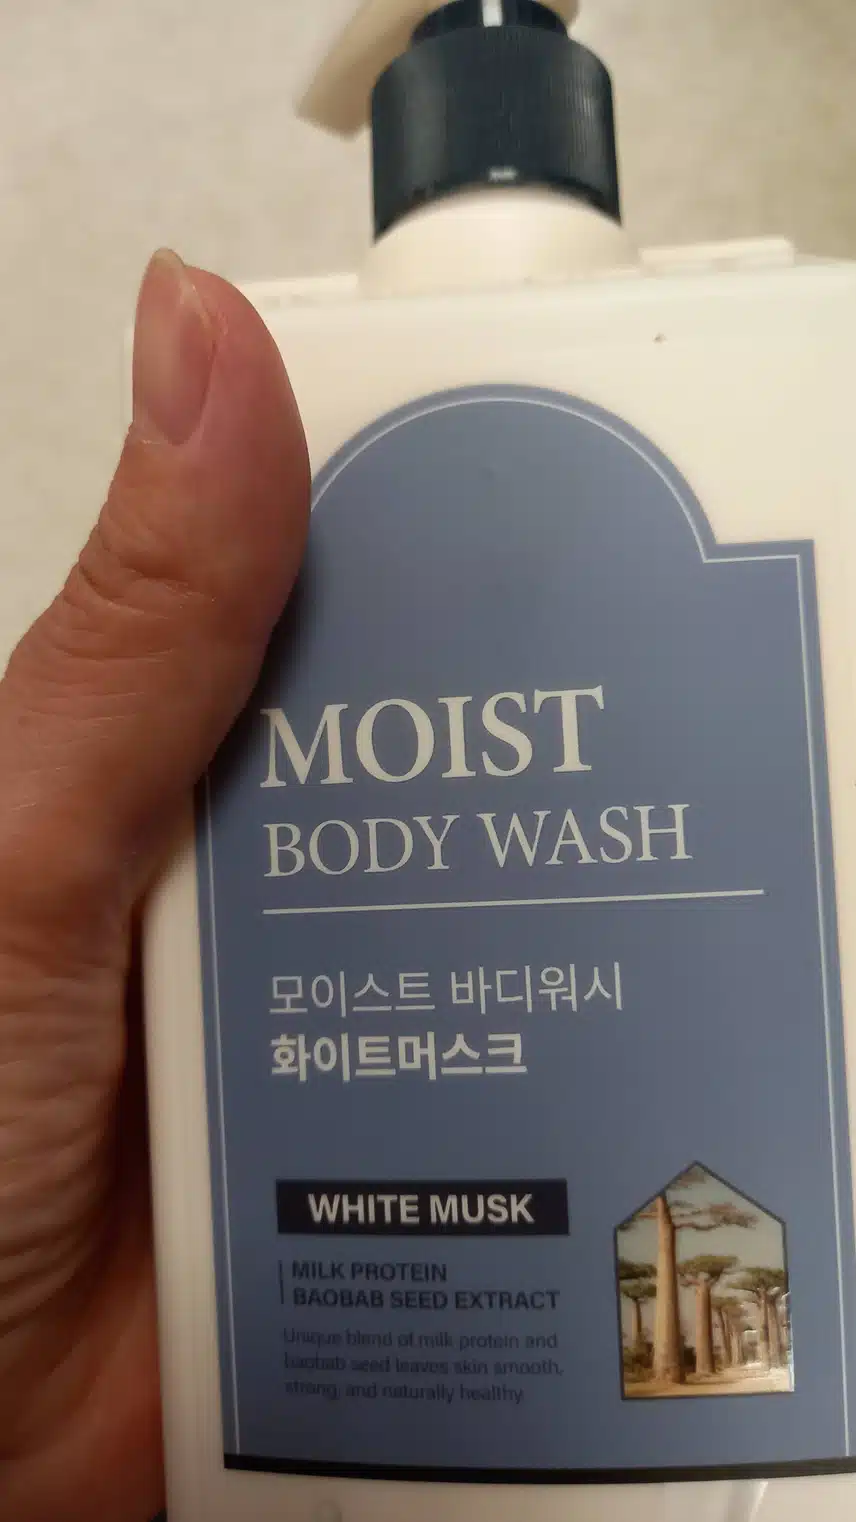 MOIST
BODY WASH
모이스트 바디워시
화이트머스크
WHITE MUSK
MILK PROTEIN
BAOBAB SEED EXTRACT
Unique blend of milk protein and
baobab seed leaves skin smooth,
strong, and naturally healthy